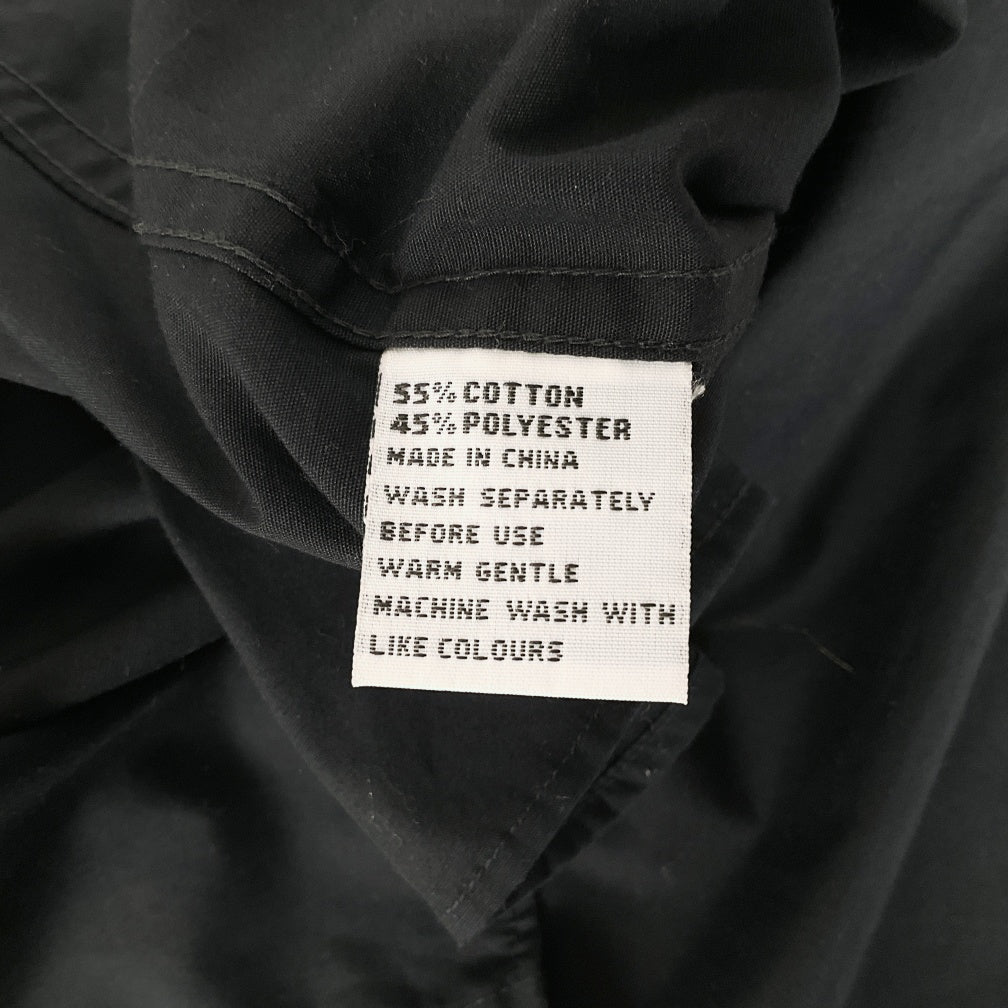 55% COTTON
45% POLYESTER
MADE IN CHINA
WASH SEPARATELY
BEFORE USE
WARM GENTLE
MACHINE WASH WITH
LIKE COLOURS